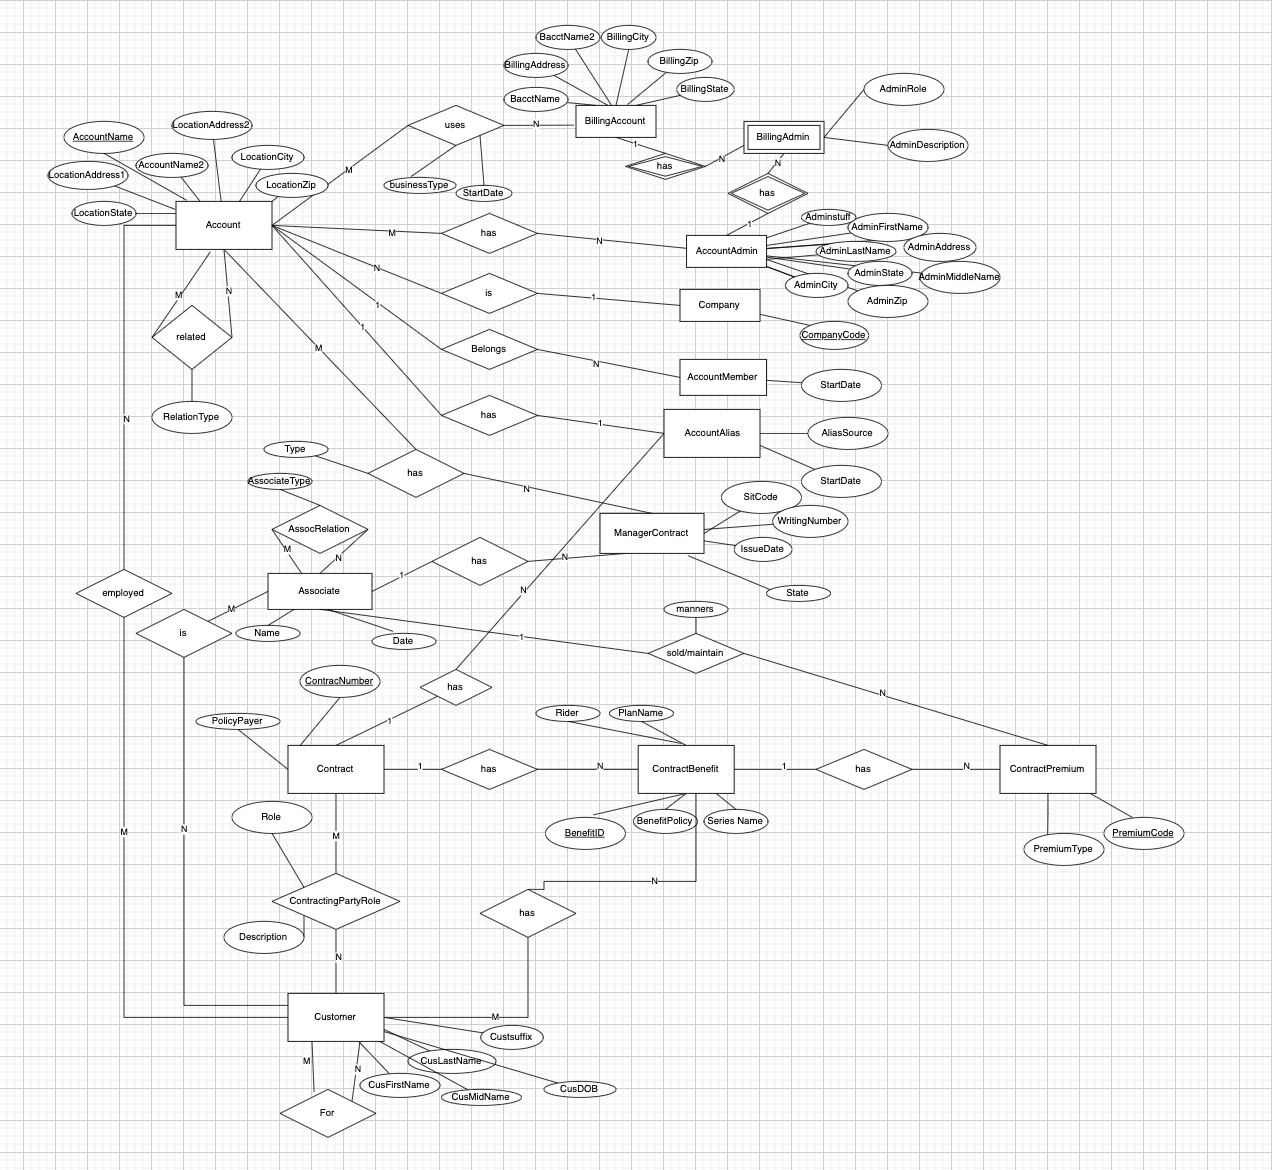 BacctName2
BillingCity
BillingAddress
BillingZip
BillingState
BacctName
BillingAccount
AdminRole
BillingAdmin
AdminDescription
uses
N
1
has
N
N
has
1
M
businessType
StartDate
LocationAddress2
AccountName
LocationCity
AccountName2
LocationAddress1
LocationZip
LocationState
Account
M
has
N
AccountAdmin
Adminstuff
AdminFirstName
AdminLastName
AdminAddress
AdminState
AdminMiddleName
AdminCity
AdminZip
N
is
1
Company
CompanyCode
M
N
related
RelationType
1
Belongs
N
AccountMember
StartDate
1
has
1
AccountAlias
AliasSource
StartDate
M
N
Type
has
N
AssociateType
AssocRelation
M
N
ManagerContract
SitCode
WritingNumber
IssueDate
State
Associate
1
has
N
employed
is
M
Name
Date
N
1
manners
sold/maintain
N
has
1
ContracNumber
PolicyPayer
Contract
1
has
N
Rider
PlanName
ContractBenefit
1
has
N
ContractPremium
BenefitID
BenefitPolicy
Series Name
PremiumType
PremiumCode
Role
M
M
N
ContractingPartyRole
Description
N
N
has
M
Customer
Custsuffix
CusLastName
CusFirstName
CusMidName
CusDOB
M
N
For